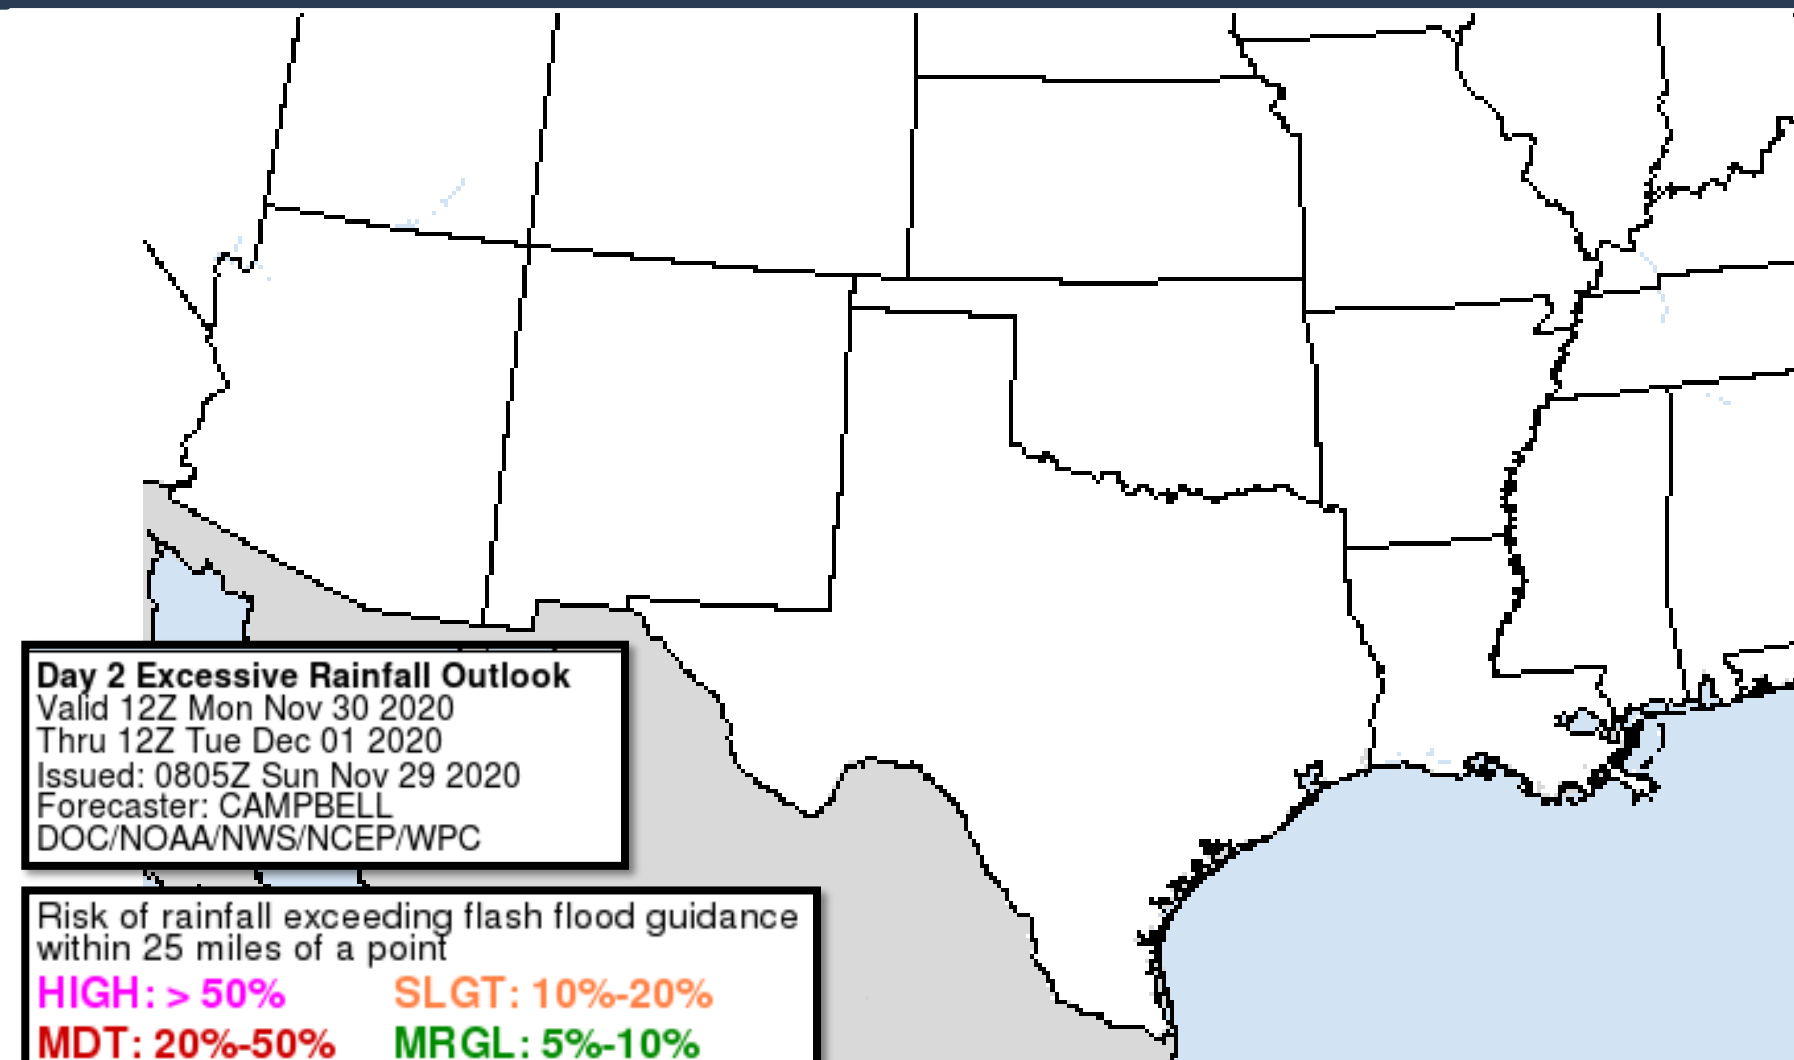 Day 2 Excessive Rainfall Outlook
Valid 12Z Mon Nov 30 2020
Thru 12Z Tue Dec 01 2020
Issued: 0805Z Sun Nov 29 2020
Forecaster: CAMPBELL
DOC/NOAA/NWS/NCEP/WPC
Risk of rainfall exceeding flash flood guidance
within 25 miles of a point
HIGH: > 50% SLGT: 10%-20%
MDT: 20%-50% MRGL: 5%-10%